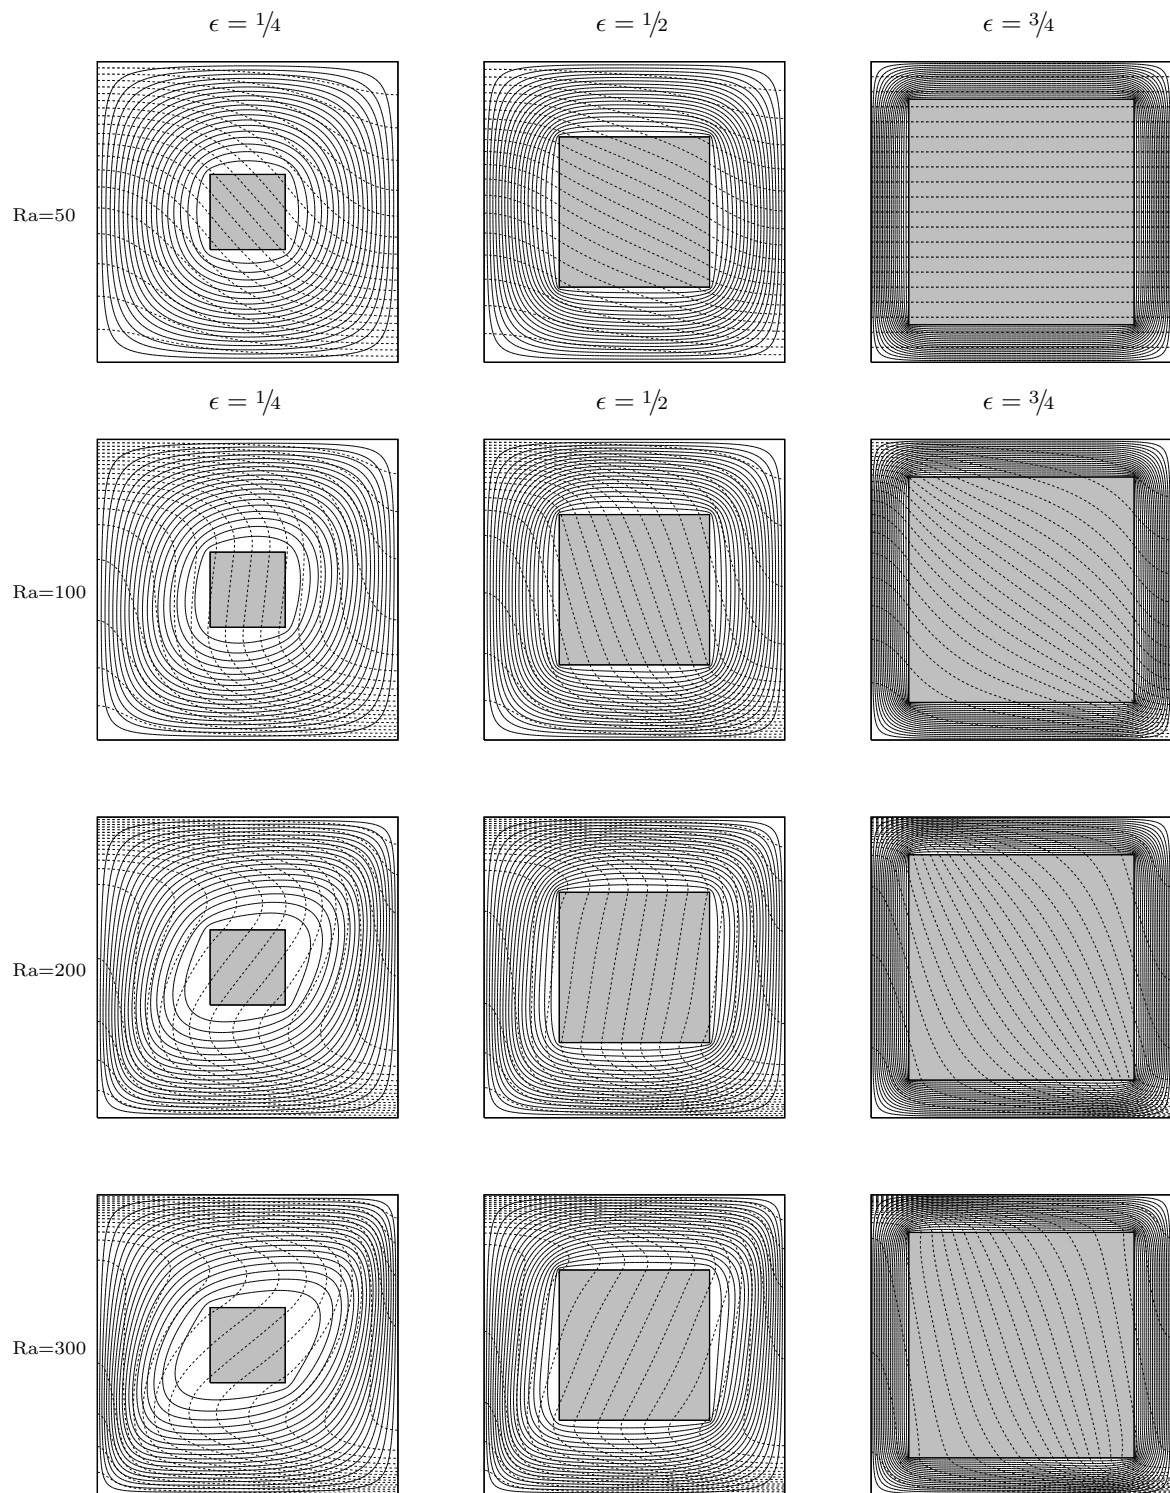 ϵ = 1/4 ϵ = 1/2 ϵ = 3/4
Ra=50
ϵ = 1/4 ϵ = 1/2 ϵ = 3/4
Ra=100
Ra=200
Ra=300